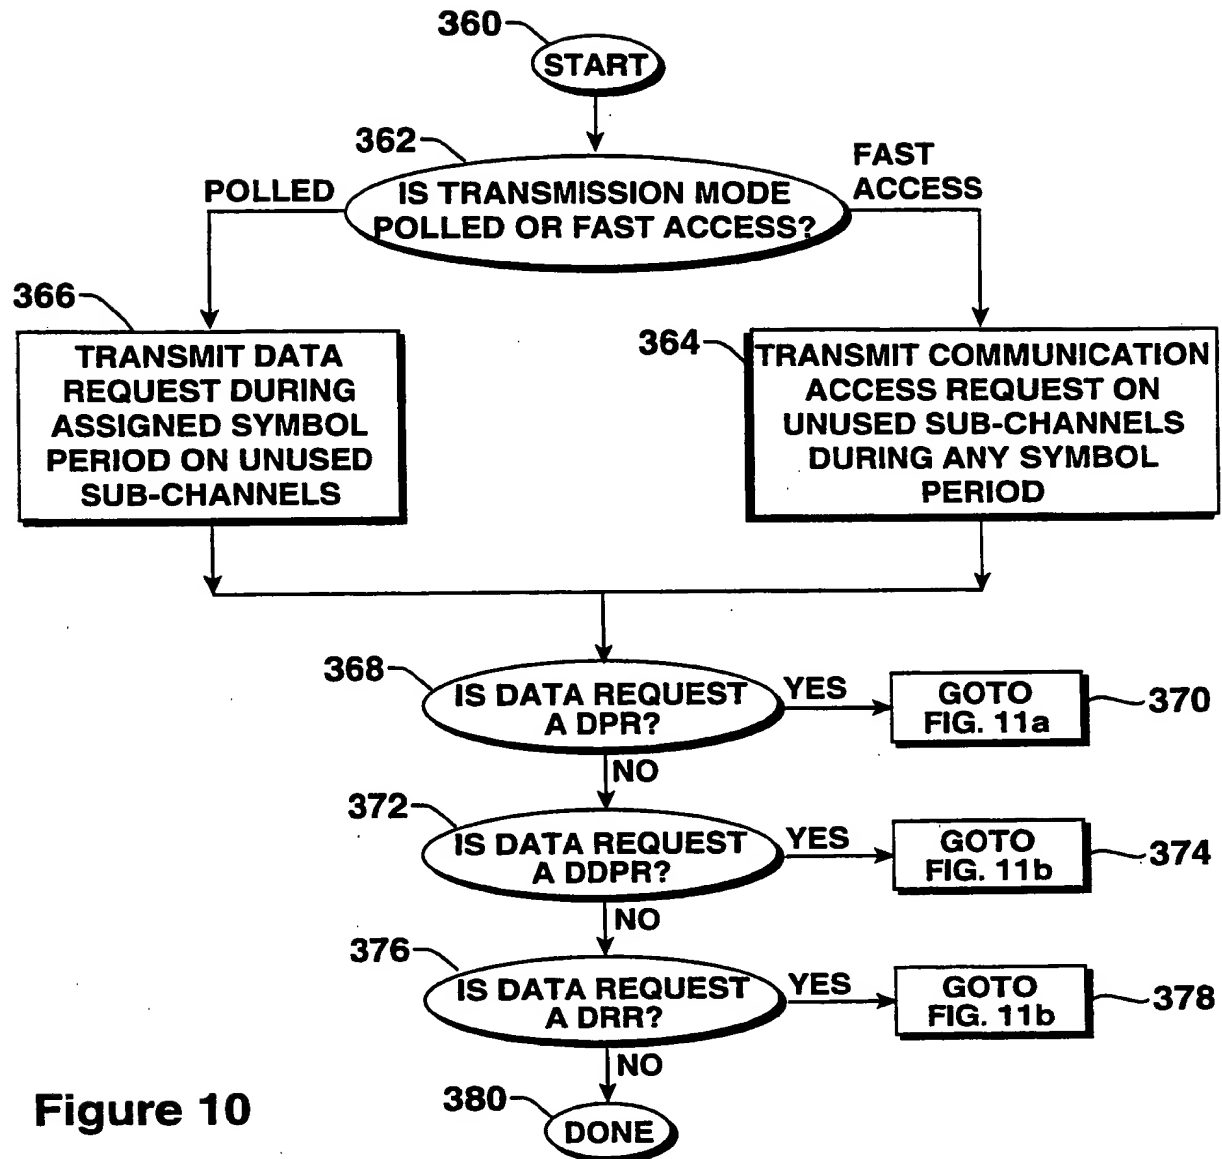 360
START
362
IS TRANSMISSION MODE
POLLED OR FAST ACCESS?
POLLED
FAST
ACCESS
366
TRANSMIT DATA
REQUEST DURING
ASSIGNED SYMBOL
PERIOD ON UNUSED
SUB-CHANNELS
364
TRANSMIT COMMUNICATION
ACCESS REQUEST ON
UNUSED SUB-CHANNELS
DURING ANY SYMBOL
PERIOD
368
IS DATA REQUEST
A DPR?
YES
GOTO
FIG. 11a
370
NO
372
IS DATA REQUEST
A DDPR?
YES
GOTO
FIG. 11b
374
NO
376
IS DATA REQUEST
A DRR?
YES
GOTO
FIG. 11b
378
NO
380
DONE
Figure 10